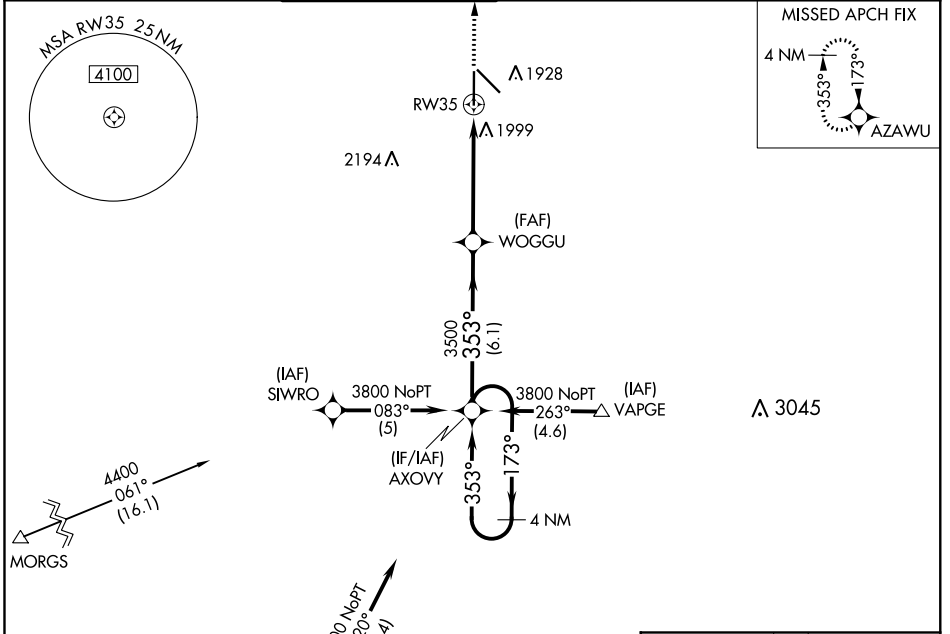 MSA RW35 25 NM
4100
MISSED APCH FIX
4 NM
353°
173°
AZAWU
1928
RW35
1999
2194
(FAF)
WOGGU
3500
353°
(6.1)
(IAF)
SIWRO
3800 NoPT
083°
(5)
3800 NoPT
263°
(4.6)
(IAF)
VAPGE
3045
(IF/IAF)
AXOVY
353°
173°
4 NM
4400
061°
(16.1)
MORGS
NoPT